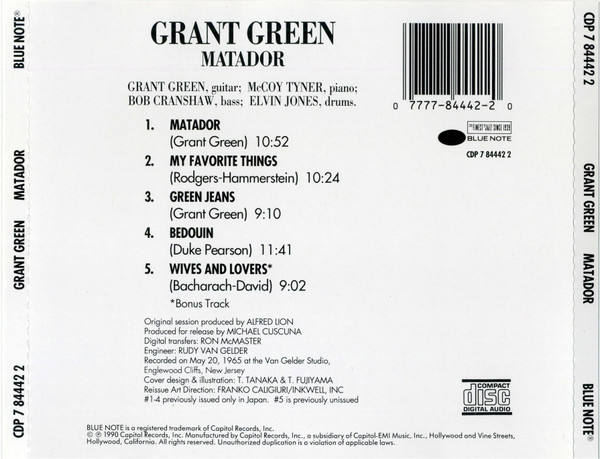 BLUE NOTE®
GRANT GREEN MATADOR
CDP 7 84442 2
GRANT GREEN
MATADOR
GRANT GREEN, guitar; McCOY TYNER, piano;
BOB CRANSHAW, bass; ELVIN JONES, drums.
1. MATADOR
(Grant Green) 10:52
2. MY FAVORITE THINGS
(Rodgers-Hammerstein) 10:24
3. GREEN JEANS
(Grant Green) 9:10
4. BEDOUIN
(Duke Pearson) 11:41
5. WIVES AND LOVERS*
(Bacharach-David) 9:02
*Bonus Track
0 7777-84442-2 0
THE FINEST IN JAZZ SINCE 1939
BLUE NOTE
CDP 7 84442 2
Original session produced by ALFRED LION
Produced for release by MICHAEL CUSCUNA
Digital transfers: RON McMASTER
Engineer: RUDY VAN GELDER
Recorded on May 20, 1965 at the Van Gelder Studio,
Englewood Cliffs, New Jersey
Cover design & illustration: T. TANAKA & T. FUJIYAMA
Reissue Art Direction: FRANKO CALIGIURI/INKWELL, INC
#1-4 previously issued only in Japan. #5 is previously unissued
COMPACT
disc
DIGITAL AUDIO
BLUE NOTE is a registered trademark of Capitol Records, Inc.
© ℗ 1990 Capitol Records, Inc. Manufactured by Capitol Records, Inc., a subsidiary of Capitol-EMI Music, Inc., Hollywood and Vine Streets,
Hollywood, California. All rights reserved. Unauthorized duplication is a violation of applicable laws.
CDP 7 84442 2
GRANT GREEN MATADOR
BLUE NOTE®